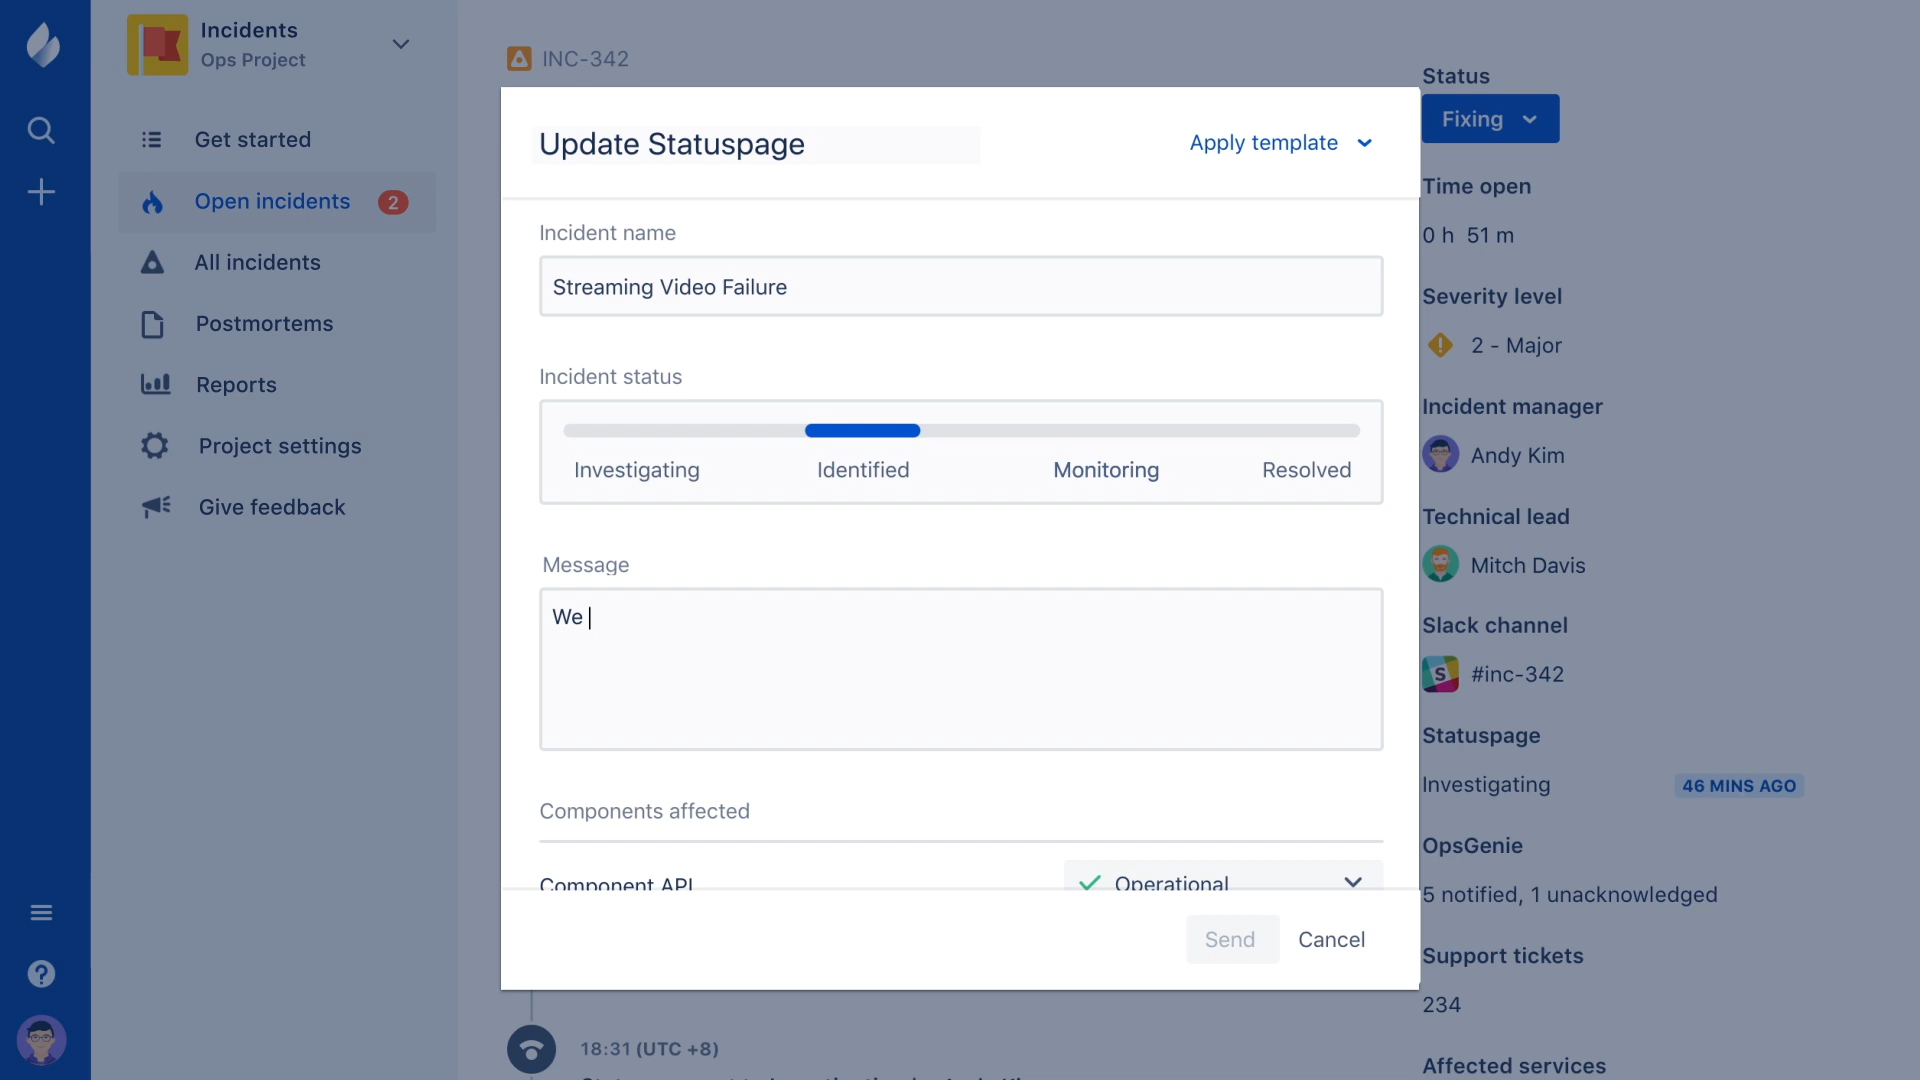 Incidents
Ops Project
Get started
Open incidents 2
All incidents
Postmortems
Reports
Project settings
Give feedback
INC-342
Update Statuspage
Apply template
Incident name
Streaming Video Failure
Incident status
Investigating Identified Monitoring Resolved
Message
We
Components affected
Component API
Operational
Send Cancel
18:31 (UTC +8)
Status
Fixing
Time open
0 h 51 m
Severity level
2 - Major
Incident manager
Andy Kim
Technical lead
Mitch Davis
Slack channel
S #inc-342
Statuspage
Investigating 46 MINS AGO
OpsGenie
5 notified, 1 unacknowledged
Support tickets
234
Affected services